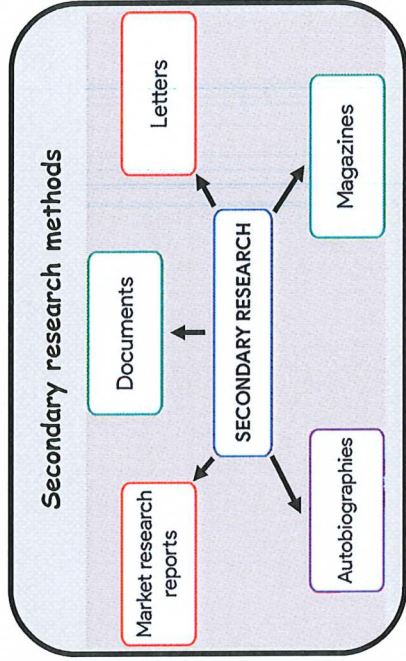 Secondary research methods
Documents
Market research
reports
Letters
SECONDARY RESEARCH
Autobiographies
Magazines